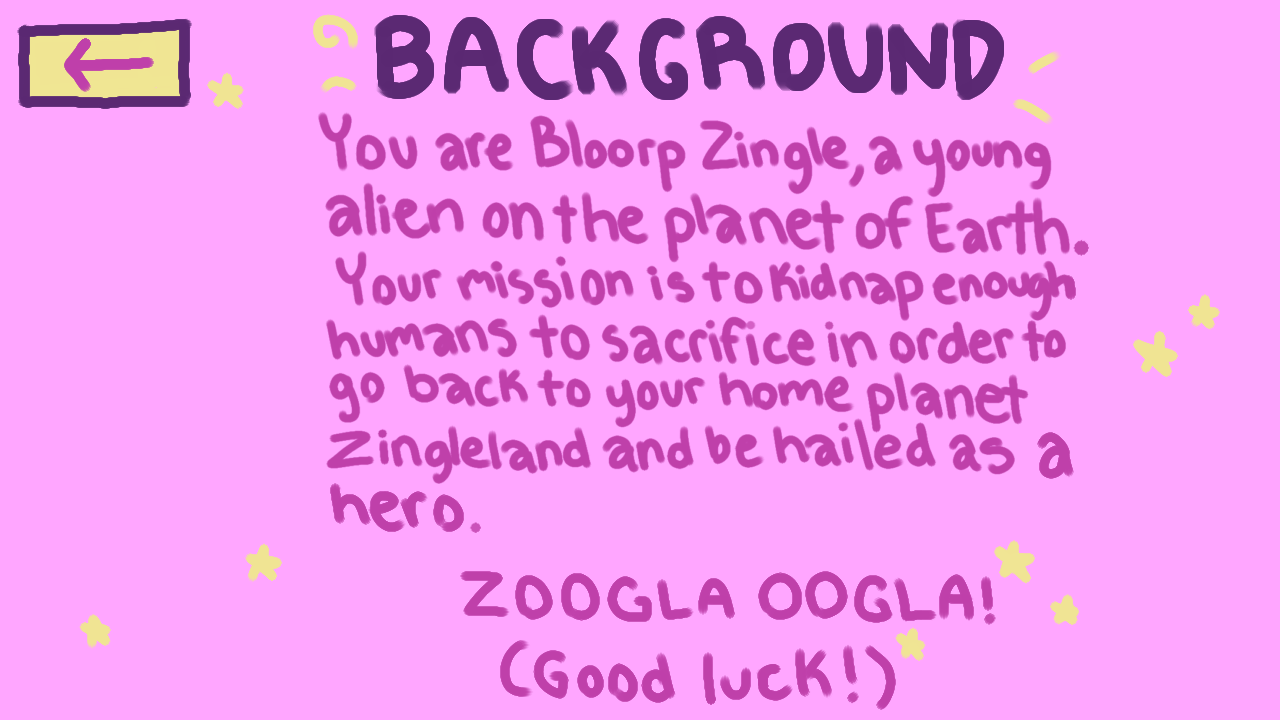 BACKGROUND
You are Bloorp Zingle, a young
alien on the planet of Earth.
Your mission is to kidnap enough
humans to sacrifice in order to
go back to your home planet
Zingleland and be hailed as a
hero.
ZOOGLA OOGLA!
(Good luck!)